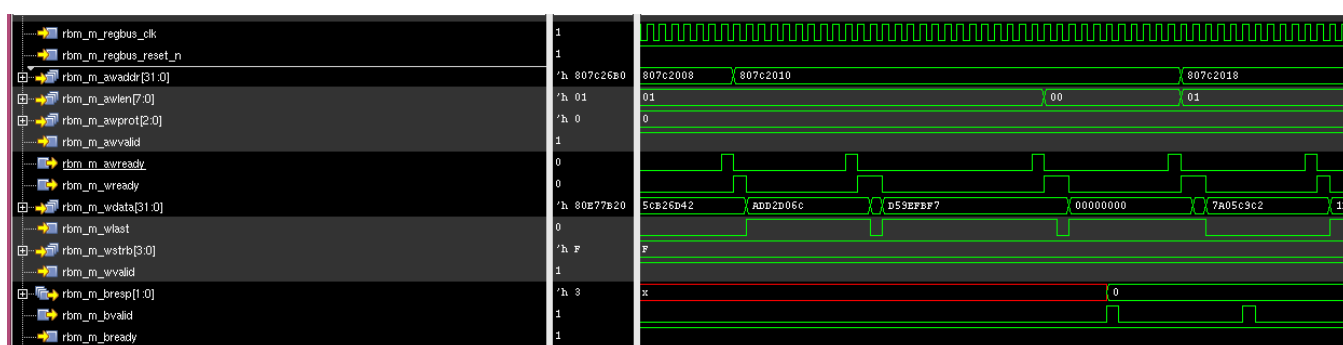 rbm_m_regbus_clk 1
rbm_m_regbus_reset_n 1
rbm_m_awaddr[31:0] 'h 807c26B0 807c2008 807c2010 807c2018
rbm_m_awlen[7:0] 'h 01 01 00 01
rbm_m_awprot[2:0] 'h 0 0
rbm_m_awvalid 1
rbm_m_awready 0
rbm_m_wready 0
rbm_m_wdata[31:0] 'h 80E77B20 5CB26D42 ADD2D06C D59EFBF7 00000000 7A05C9C2 1
rbm_m_wlast 0
rbm_m_wstrb[3:0] 'h F F
rbm_m_wvalid 1
rbm_m_bresp[1:0] 'h 3 x 0
rbm_m_bvalid 1
rbm_m_bready 1